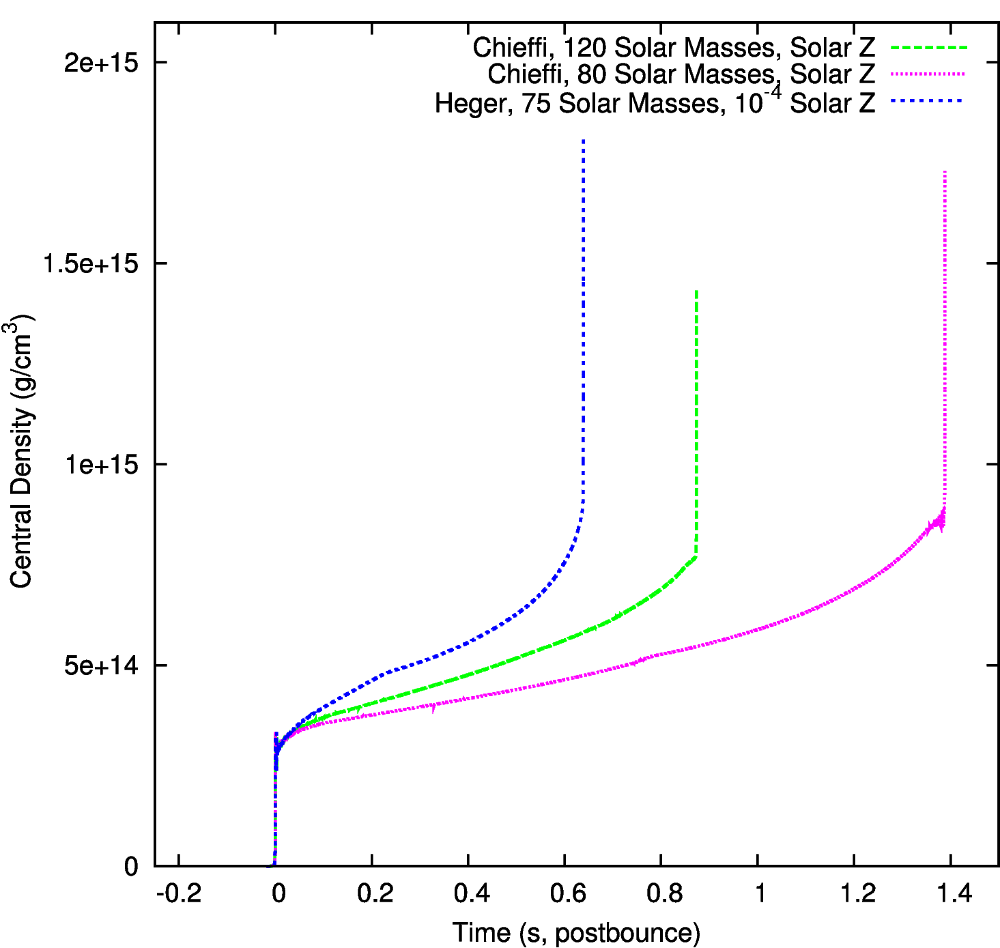 Chieffi, 120 Solar Masses, Solar Z
Chieffi, 80 Solar Masses, Solar Z
Heger, 75 Solar Masses, 10⁻⁴ Solar Z
2e+15
1.5e+15
1e+15
5e+14
0
Central Density (g/cm³)
-0.2 0 0.2 0.4 0.6 0.8 1 1.2 1.4
Time (s, postbounce)